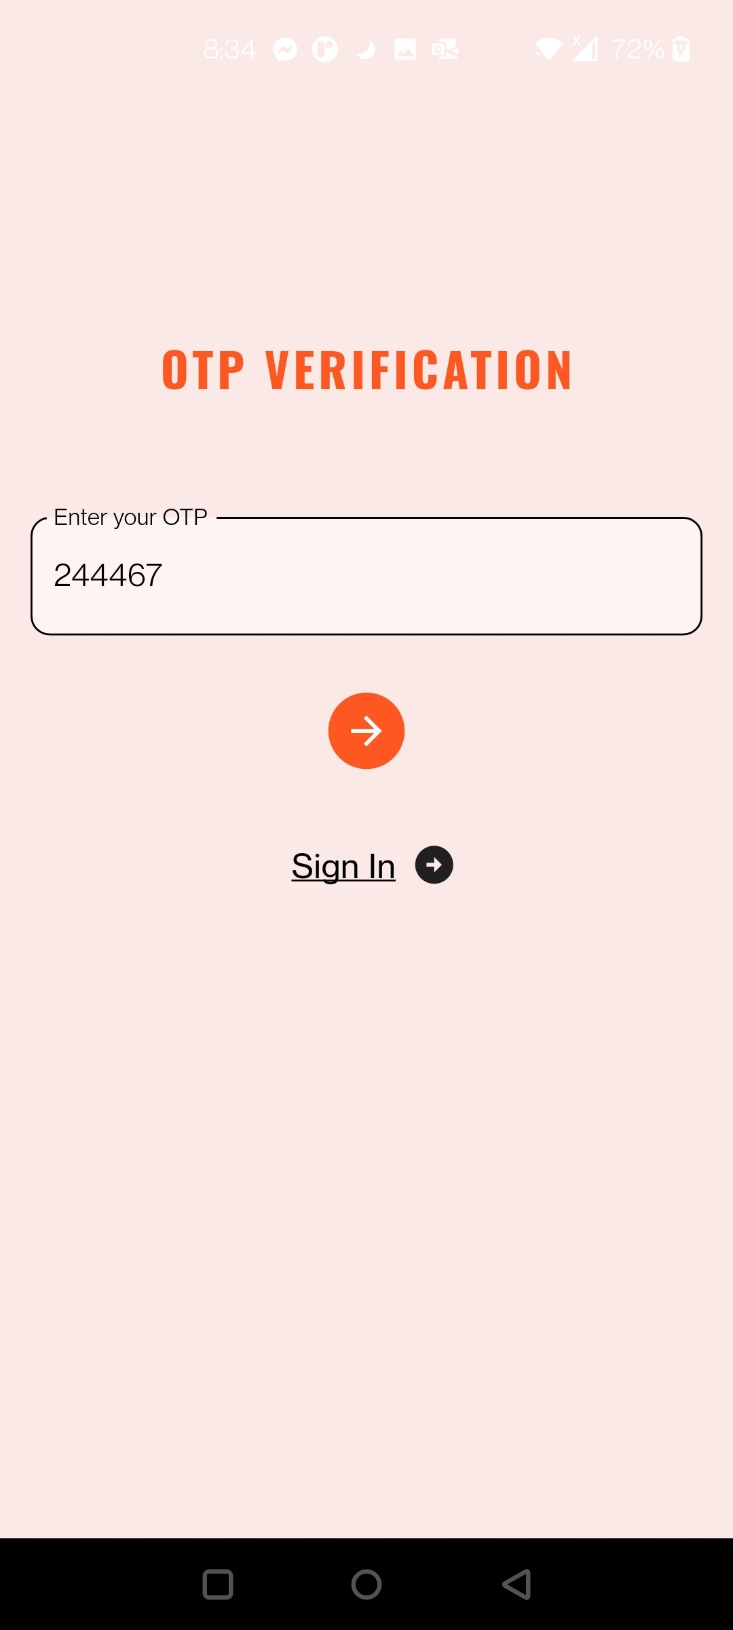 8:34 72%
OTP VERIFICATION
Enter your OTP
244467
Sign In